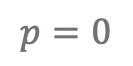 p = 0